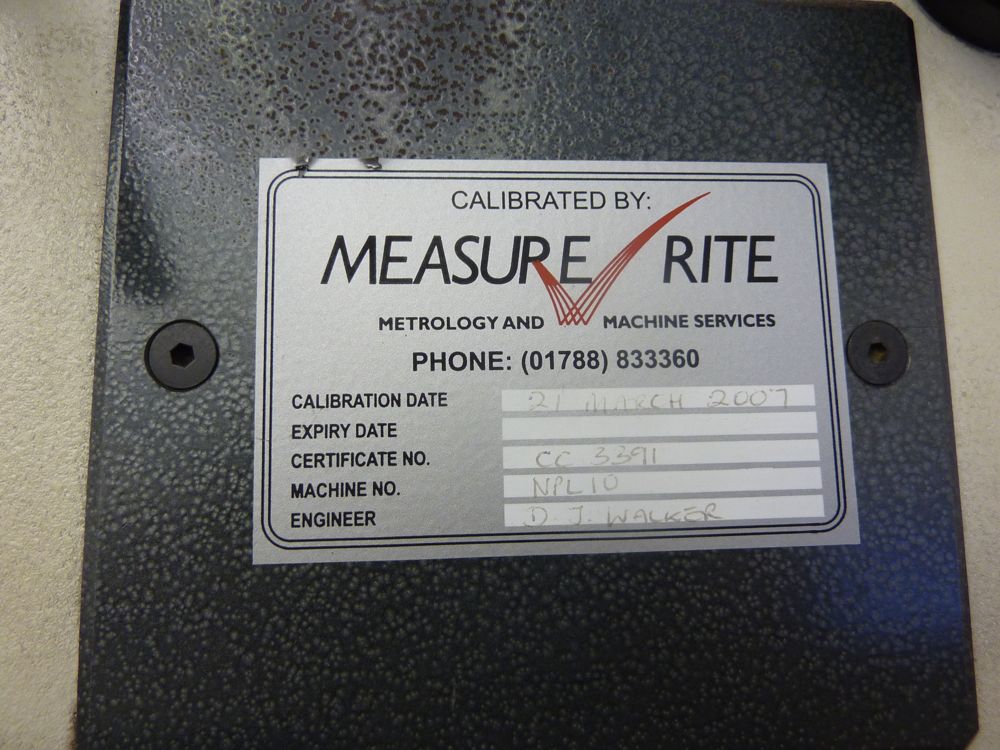 CALIBRATED BY:
MEASURE RITE
METROLOGY AND MACHINE SERVICES
PHONE: (01788) 833360
CALIBRATION DATE 21 MARCH 2007
EXPIRY DATE
CERTIFICATE NO. CC 3391
MACHINE NO. NPL10
ENGINEER D. J. WALKER